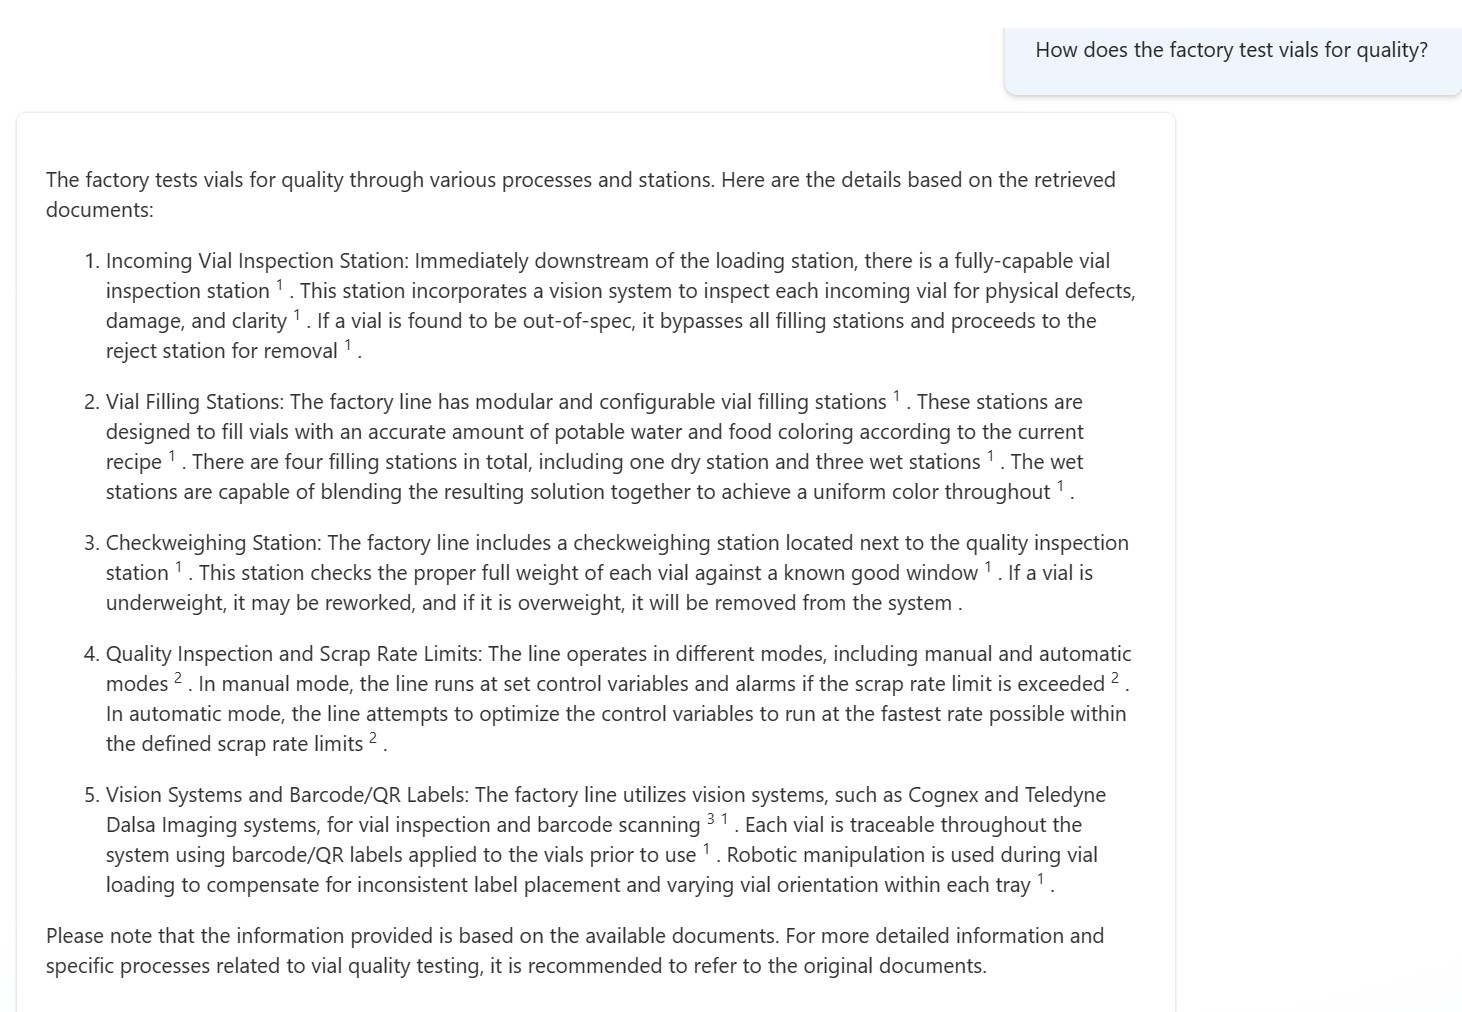 How does the factory test vials for quality?
The factory tests vials for quality through various processes and stations. Here are the details based on the retrieved
documents:
1. Incoming Vial Inspection Station: Immediately downstream of the loading station, there is a fully-capable vial
inspection station 1 . This station incorporates a vision system to inspect each incoming vial for physical defects,
damage, and clarity 1 . If a vial is found to be out-of-spec, it bypasses all filling stations and proceeds to the
reject station for removal 1 .
2. Vial Filling Stations: The factory line has modular and configurable vial filling stations 1 . These stations are
designed to fill vials with an accurate amount of potable water and food coloring according to the current
recipe 1 . There are four filling stations in total, including one dry station and three wet stations 1 . The wet
stations are capable of blending the resulting solution together to achieve a uniform color throughout 1 .
3. Checkweighing Station: The factory line includes a checkweighing station located next to the quality inspection
station 1 . This station checks the proper full weight of each vial against a known good window 1 . If a vial is
underweight, it may be reworked, and if it is overweight, it will be removed from the system .
4. Quality Inspection and Scrap Rate Limits: The line operates in different modes, including manual and automatic
modes 2 . In manual mode, the line runs at set control variables and alarms if the scrap rate limit is exceeded 2 .
In automatic mode, the line attempts to optimize the control variables to run at the fastest rate possible within
the defined scrap rate limits 2 .
5. Vision Systems and Barcode/QR Labels: The factory line utilizes vision systems, such as Cognex and Teledyne
Dalsa Imaging systems, for vial inspection and barcode scanning 3 1 . Each vial is traceable throughout the
system using barcode/QR labels applied to the vials prior to use 1 . Robotic manipulation is used during vial
loading to compensate for inconsistent label placement and varying vial orientation within each tray 1 .
Please note that the information provided is based on the available documents. For more detailed information and
specific processes related to vial quality testing, it is recommended to refer to the original documents.